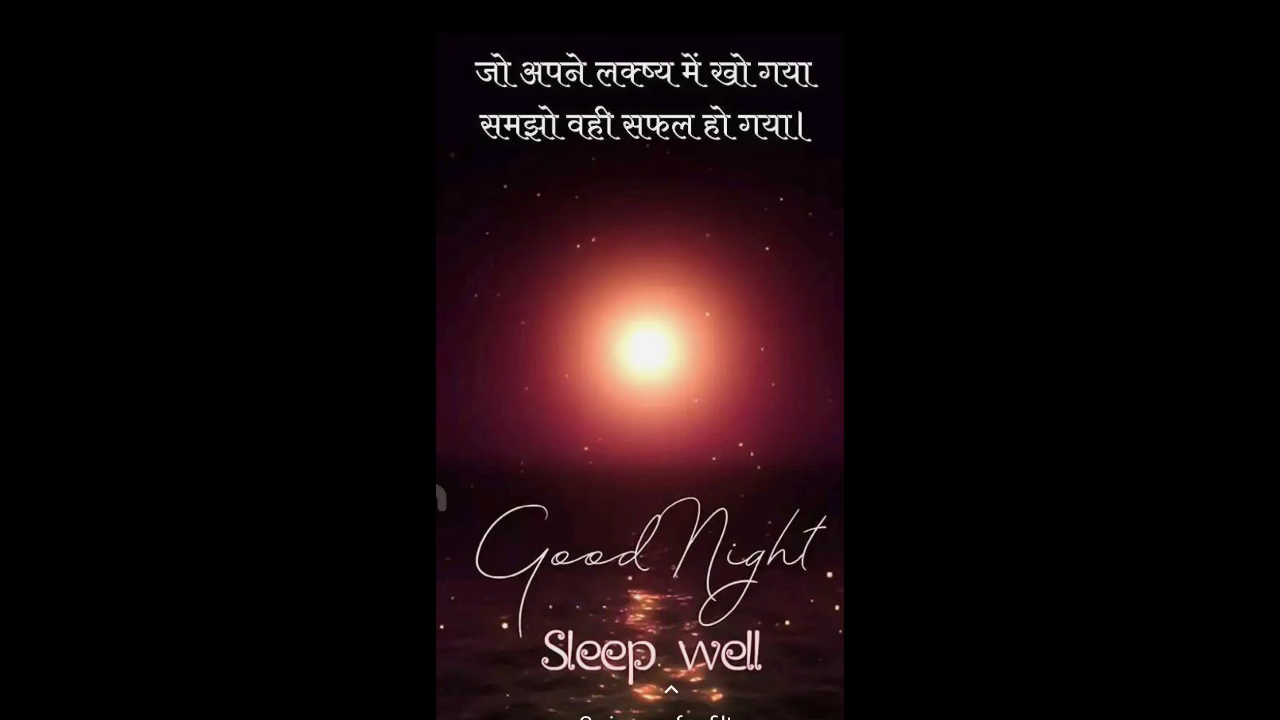 जो अपने लक्ष्य में खो गया
समझो वही सफल हो गया।
Good Night
Sleep well